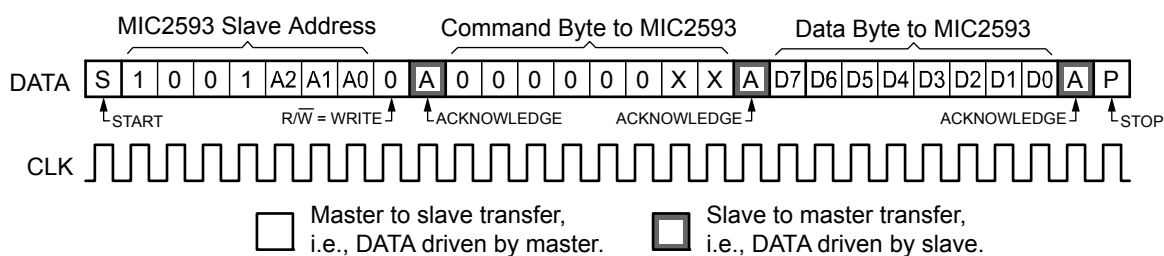 MIC2593 Slave Address Command Byte to MIC2593 Data Byte to MIC2593
DATA S 1 0 0 1 A2 A1 A0 0 A 0 0 0 0 0 0 X X A D7 D6 D5 D4 D3 D2 D1 D0 A P
START R/W̅ = WRITE ACKNOWLEDGE ACKNOWLEDGE ACKNOWLEDGE STOP
CLK
Master to slave transfer,
i.e., DATA driven by master.
Slave to master transfer,
i.e., DATA driven by slave.